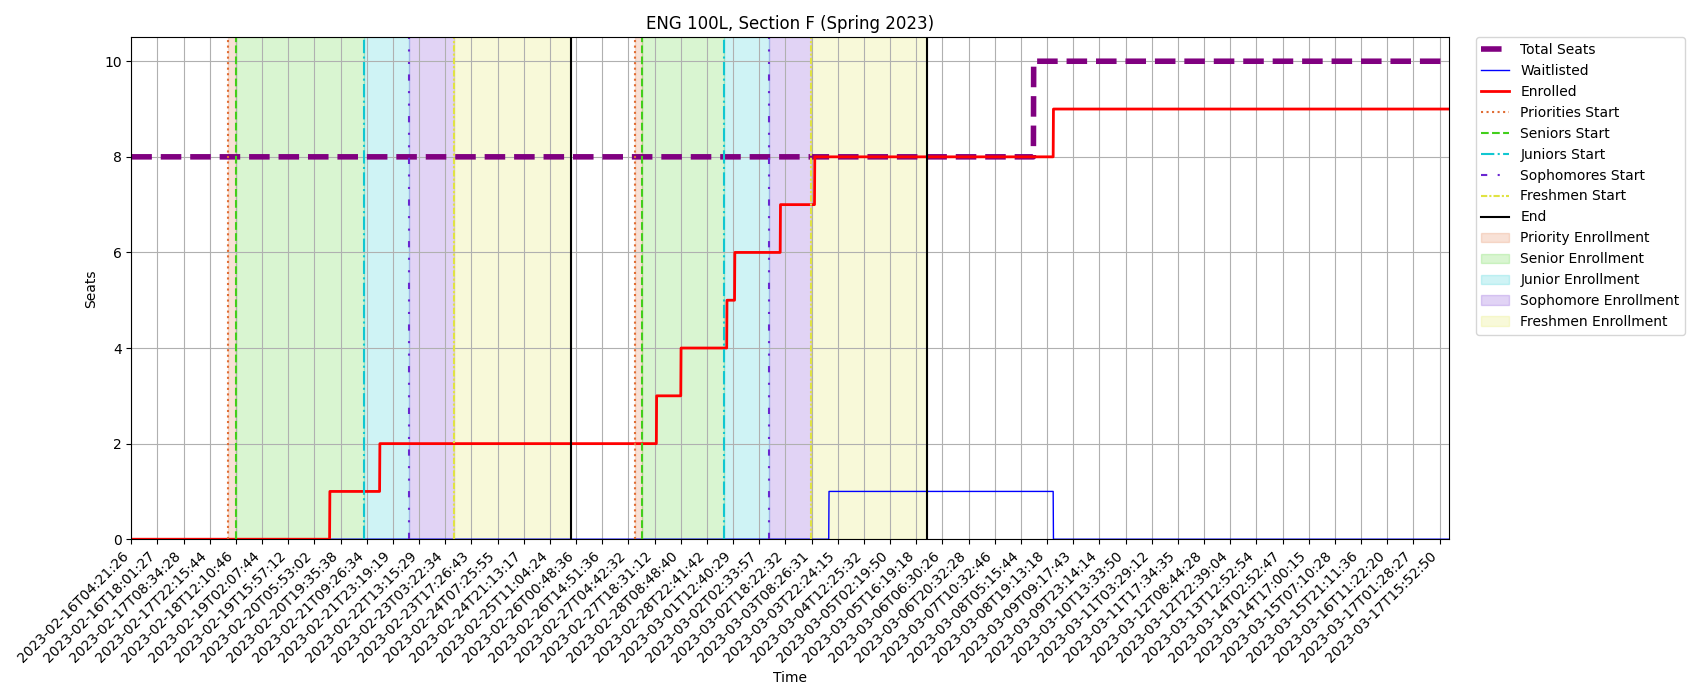 ENG 100L, Section F (Spring 2023)
Seats
10
8
6
4
2
0
2023-02-16T04:21:26
2023-02-16T18:01:27
2023-02-17T08:34:28
2023-02-17T22:15:44
2023-02-18T12:10:46
2023-02-19T02:07:44
2023-02-19T15:57:12
2023-02-20T05:53:02
2023-02-20T19:35:38
2023-02-21T09:26:34
2023-02-21T23:19:19
2023-02-22T13:15:29
2023-02-23T03:22:34
2023-02-23T17:26:43
2023-02-24T07:25:55
2023-02-24T21:13:17
2023-02-25T11:04:24
2023-02-26T00:48:36
2023-02-26T14:51:36
2023-02-27T04:42:32
2023-02-27T18:31:12
2023-02-28T08:48:40
2023-02-28T22:41:42
2023-03-01T12:40:29
2023-03-02T02:33:57
2023-03-02T18:22:32
2023-03-03T08:26:31
2023-03-03T22:24:15
2023-03-04T12:25:32
2023-03-05T02:19:50
2023-03-05T16:19:18
2023-03-06T06:30:26
2023-03-06T20:32:28
2023-03-07T10:32:46
2023-03-08T05:15:44
2023-03-08T19:13:18
2023-03-09T09:17:43
2023-03-09T23:14:14
2023-03-10T13:33:50
2023-03-11T03:29:12
2023-03-11T17:34:35
2023-03-12T08:44:28
2023-03-12T22:39:04
2023-03-13T12:52:54
2023-03-14T02:52:47
2023-03-14T17:00:15
2023-03-15T07:10:28
2023-03-15T21:11:36
2023-03-16T11:22:20
2023-03-17T01:28:27
2023-03-17T15:52:50
Time
Total Seats
Waitlisted
Enrolled
Priorities Start
Seniors Start
Juniors Start
Sophomores Start
Freshmen Start
End
Priority Enrollment
Senior Enrollment
Junior Enrollment
Sophomore Enrollment
Freshmen Enrollment